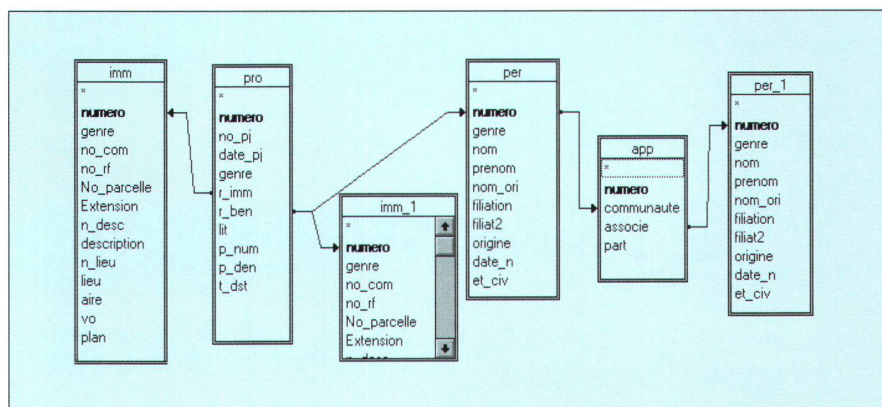 imm
*
numero
genre
no_com
no_rf
No_parcelle
Extension
n_desc
description
n_lieu
lieu
aire
vo
plan
pro
*
numero
no_pj
date_pj
genre
r_imm
r_ben
lit
p_num
p_den
t_dst
imm_1
*
numero
genre
no_com
no_rf
No_parcelle
Extension
per
*
numero
genre
nom
prenom
nom_ori
filiation
filiat2
origine
date_n
et_civ
app
*
numero
communaute
associe
part
per_1
*
numero
genre
nom
prenom
nom_ori
filiation
filiat2
origine
date_n
et_civ